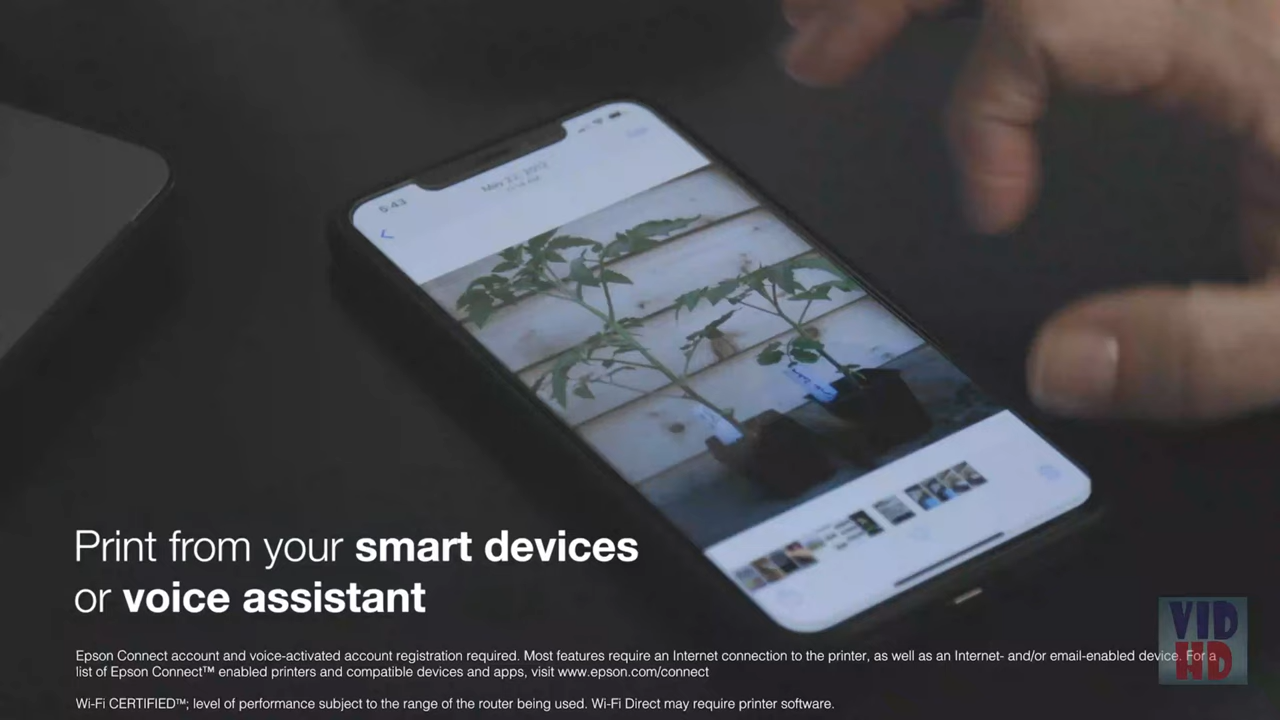 5:43
Print from your smart devices
or voice assistant
Epson Connect account and voice-activated account registration required. Most features require an Internet connection to the printer, as well as an Internet- and/or email-enabled device. For a
list of Epson Connect™ enabled printers and compatible devices and apps, visit www.epson.com/connect
Wi-Fi CERTIFIED™; level of performance subject to the range of the router being used. Wi-Fi Direct may require printer software.
VID
HD